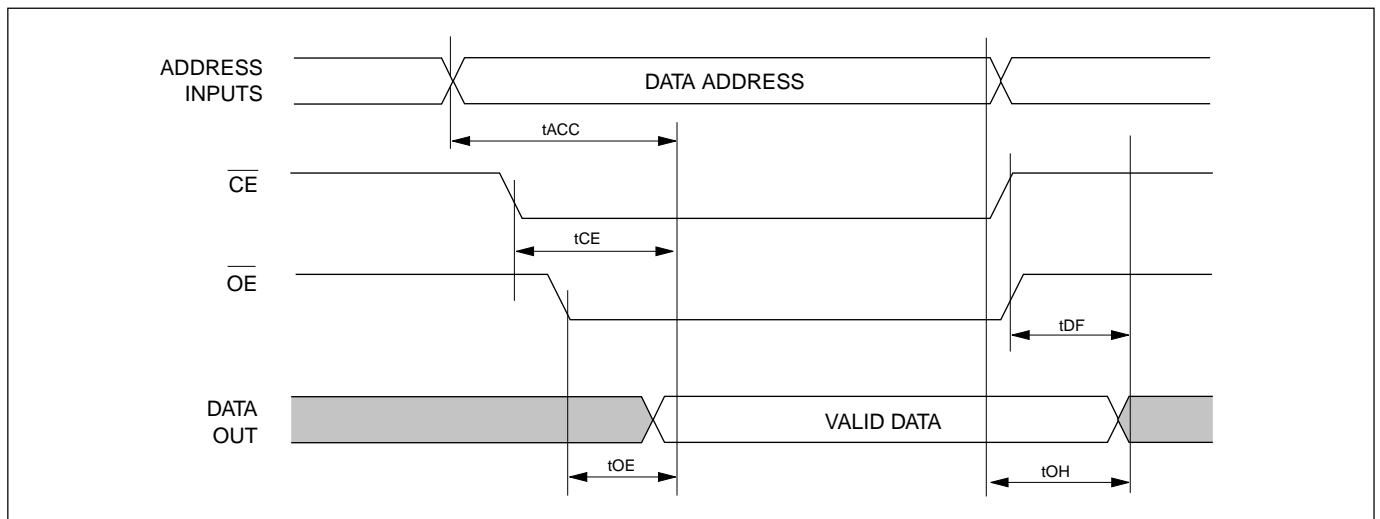 ADDRESS
INPUTS
DATA ADDRESS
tACC
CE
tCE
OE
tDF
DATA
OUT
VALID DATA
tOE
tOH